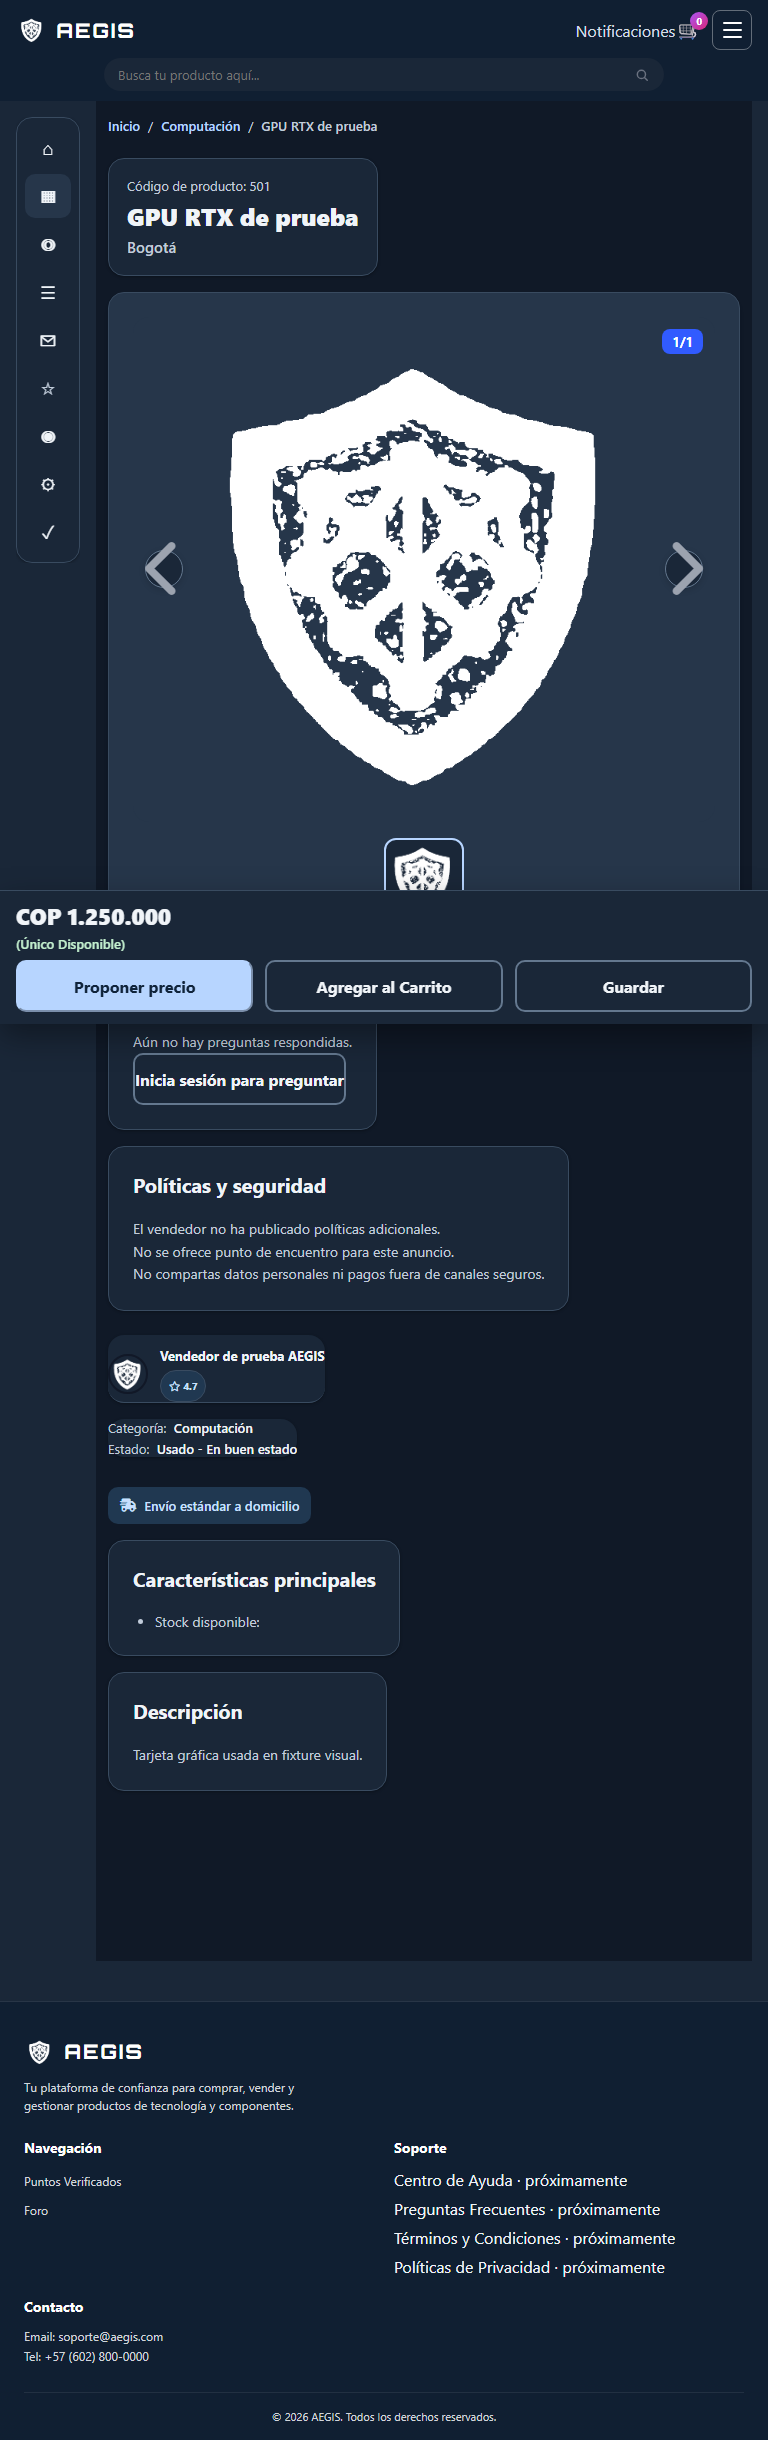 AEGIS
Notificaciones
0
Busca tu producto aquí...
Inicio / Computación / GPU RTX de prueba
Código de producto: 501
GPU RTX de prueba
Bogotá
1/1
COP 1.250.000
(Único Disponible)
Proponer precio
Agregar al Carrito
Guardar
Aún no hay preguntas respondidas.
Inicia sesión para preguntar
Políticas y seguridad
El vendedor no ha publicado políticas adicionales.
No se ofrece punto de encuentro para este anuncio.
No compartas datos personales ni pagos fuera de canales seguros.
Vendedor de prueba AEGIS
4.7
Categoría: Computación
Estado: Usado - En buen estado
Envío estándar a domicilio
Características principales
Stock disponible:
Descripción
Tarjeta gráfica usada en fixture visual.
AEGIS
Tu plataforma de confianza para comprar, vender y
gestionar productos de tecnología y componentes.
Navegación
Puntos Verificados
Foro
Soporte
Centro de Ayuda · próximamente
Preguntas Frecuentes · próximamente
Términos y Condiciones · próximamente
Políticas de Privacidad · próximamente
Contacto
Email: soporte@aegis.com
Tel: +57 (602) 800-0000
© 2026 AEGIS. Todos los derechos reservados.